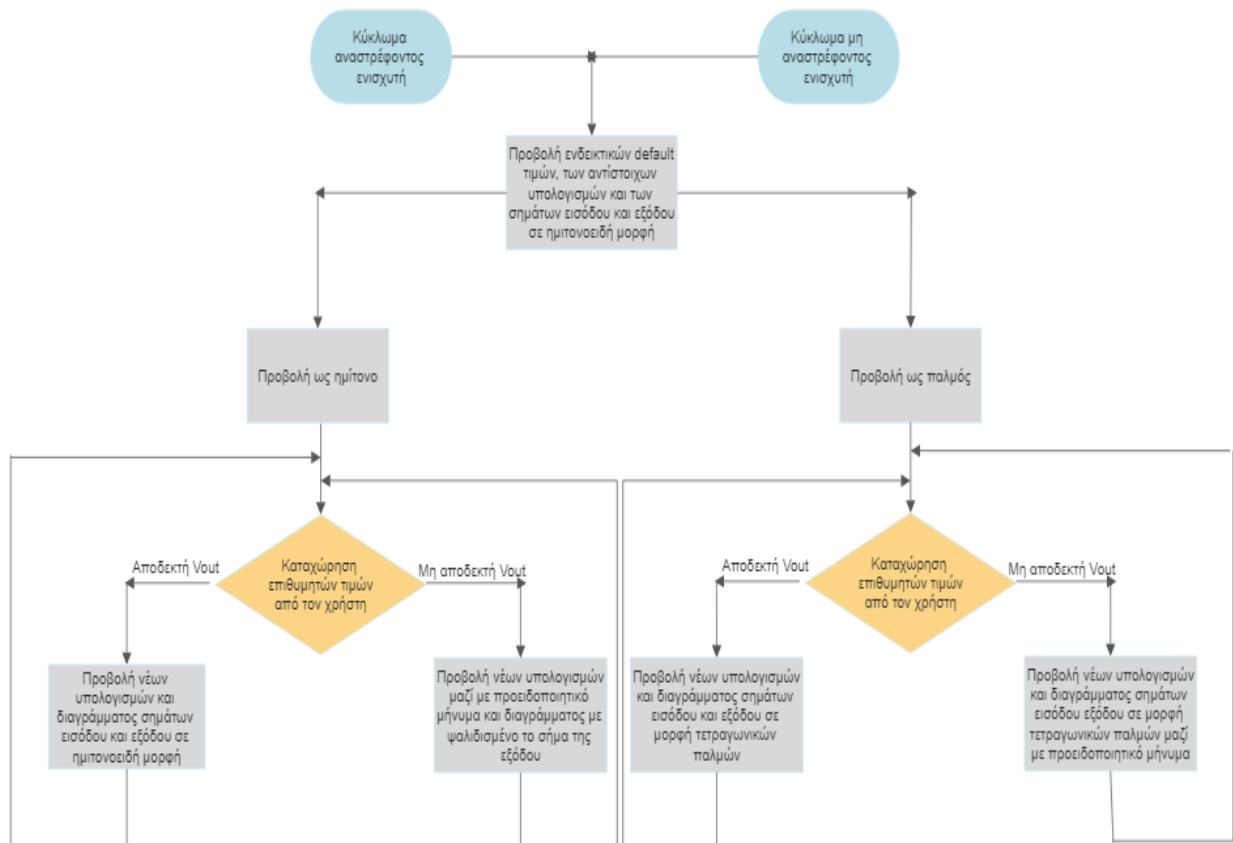 Κύκλωμα
αναστρέφοντος
ενισχυτή
Κύκλωμα μη
αναστρέφοντος
ενισχυτή
Προβολή ενδεικτικών default
τιμών, των αντίστοιχων
υπολογισμών και των
σημάτων εισόδου και εξόδου
σε ημιτονοειδή μορφή
Προβολή ως ημίτονο
Προβολή ως παλμός
Αποδεκτή Vout
Καταχώρηση
επιθυμητών τιμών
από τον χρήστη
Μη αποδεκτή Vout
Αποδεκτή Vout
Καταχώρηση
επιθυμητών τιμών
από τον χρήστη
Μη αποδεκτή Vout
Προβολή νέων
υπολογισμών και
διαγράμματος σημάτων
εισόδου και εξόδου σε
ημιτονοειδή μορφή
Προβολή νέων υπολογισμών
μαζί με προειδοποιητικό
μήνυμα και διαγράμματος με
ψαλιδισμένο το σήμα της
εξόδου
Προβολή νέων υπολογισμών
και διαγράμματος σημάτων
εισόδου και εξόδου σε
μορφή τετραγωνικών
παλμών
Προβολή νέων υπολογισμών
και διαγράμματος σημάτων
εισόδου εξόδου σε μορφή
τετραγωνικών παλμών μαζί
με προειδοποιητικό μήνυμα